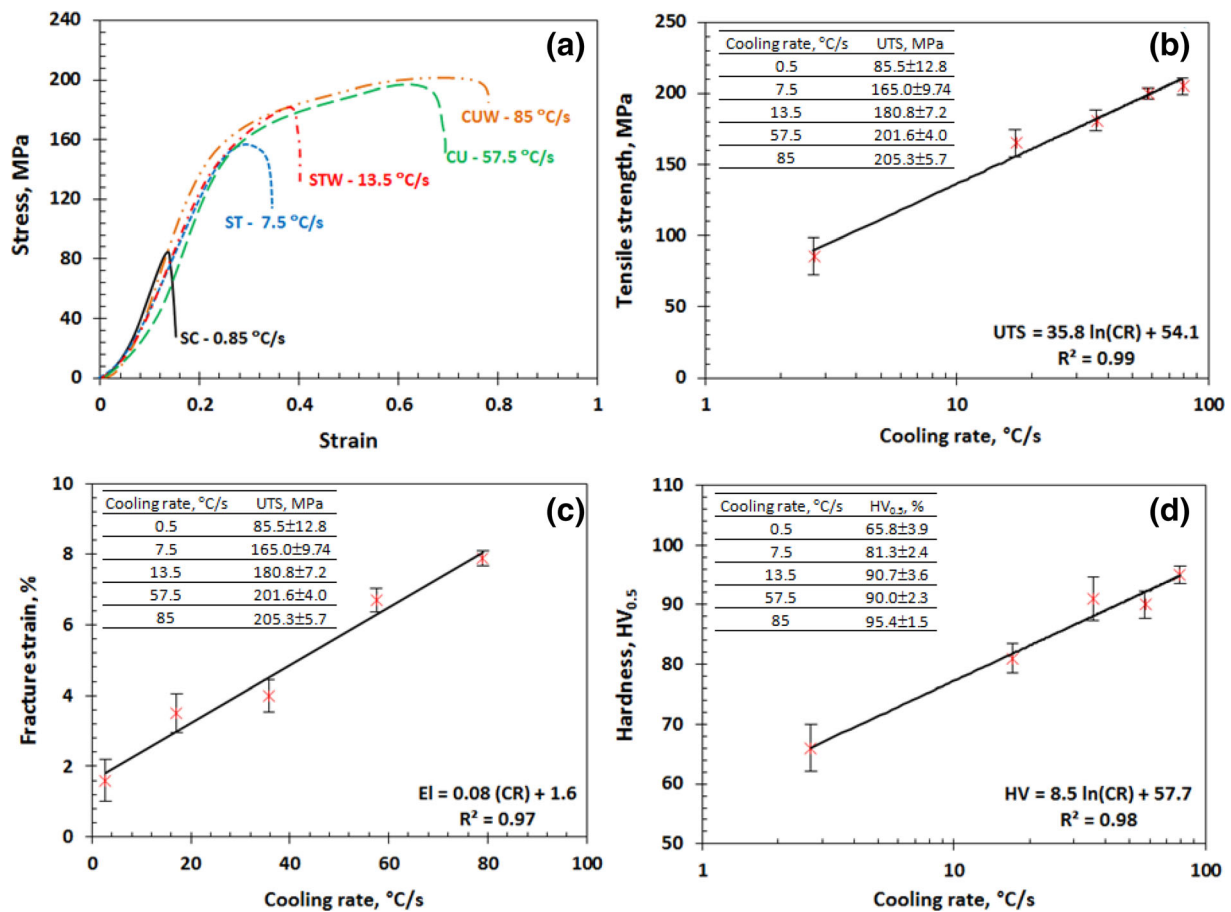 (a)
Stress, MPa
240
200
160
120
80
40
0
CUW - 85 °C/s
CU - 57.5 °C/s
STW - 13.5 °C/s
ST - 7.5 °C/s
SC - 0.85 °C/s
0 0.2 0.4 0.6 0.8 1
Strain
(b)
Tensile strength, MPa
250
200
150
100
50
0
Cooling rate, °C/s UTS, MPa
0.5 85.5±12.8
7.5 165.0±9.74
13.5 180.8±7.2
57.5 201.6±4.0
85 205.3±5.7
UTS = 35.8 ln(CR) + 54.1
R² = 0.99
1 10 100
Cooling rate, °C/s
(c)
Fracture strain, %
10
8
6
4
2
0
Cooling rate, °C/s UTS, MPa
0.5 85.5±12.8
7.5 165.0±9.74
13.5 180.8±7.2
57.5 201.6±4.0
85 205.3±5.7
El = 0.08 (CR) + 1.6
R² = 0.97
0 20 40 60 80 100
Cooling rate, °C/s
(d)
Hardness, HV0.5
110
100
90
80
70
60
50
Cooling rate, °C/s HV0.5, %
0.5 65.8±3.9
7.5 81.3±2.4
13.5 90.7±3.6
57.5 90.0±2.3
85 95.4±1.5
HV = 8.5 ln(CR) + 57.7
R² = 0.98
1 10 100
Cooling rate, °C/s